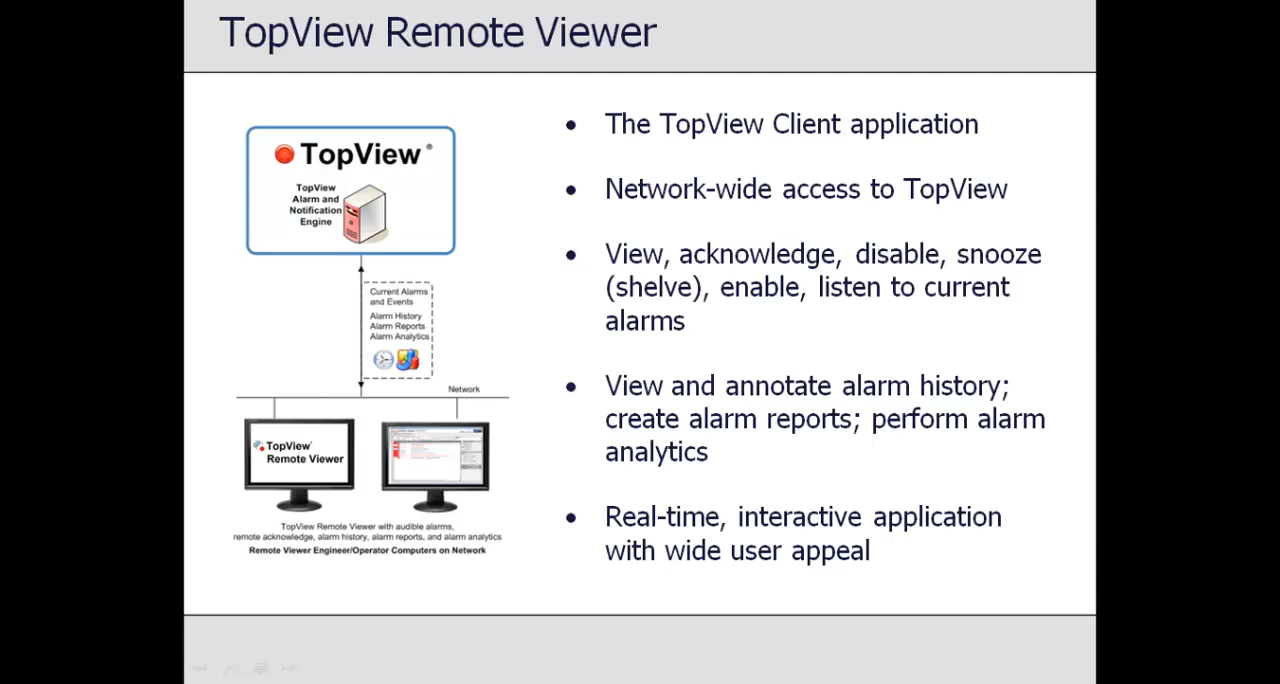 TopView Remote Viewer
TopView ®
TopView
Alarm and
Notification
Engine
Current Alarms
and Events
Alarm History
Alarm Reports
Alarm Analytics
Network
TopView
Remote Viewer
TopView Remote Viewer with audible alarms,
remote acknowledge, alarm history, alarm reports, and alarm analytics
Remote Viewer Engineer/Operator Computers on Network
• The TopView Client application
• Network-wide access to TopView
• View, acknowledge, disable, snooze
(shelve), enable, listen to current
alarms
• View and annotate alarm history;
create alarm reports; perform alarm
analytics
• Real-time, interactive application
with wide user appeal